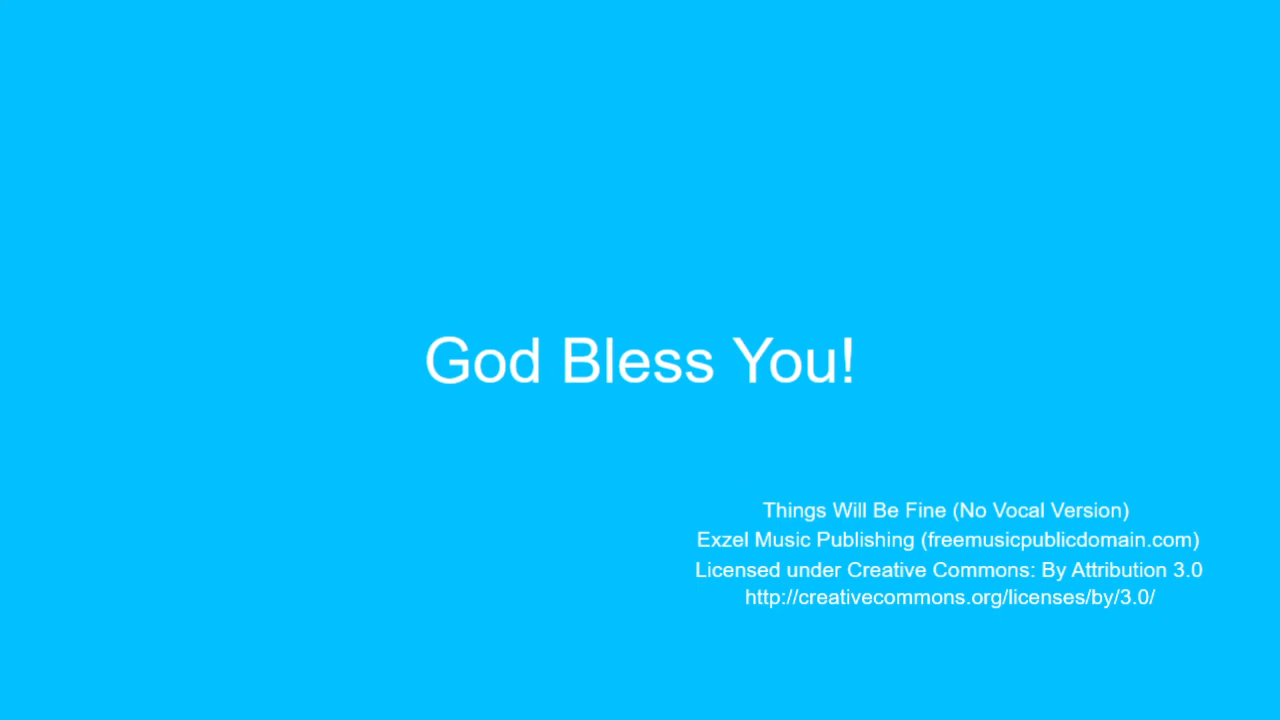 God Bless You!
Things Will Be Fine (No Vocal Version)
Exzel Music Publishing (freemusicpublicdomain.com)
Licensed under Creative Commons: By Attribution 3.0
http://creativecommons.org/licenses/by/3.0/